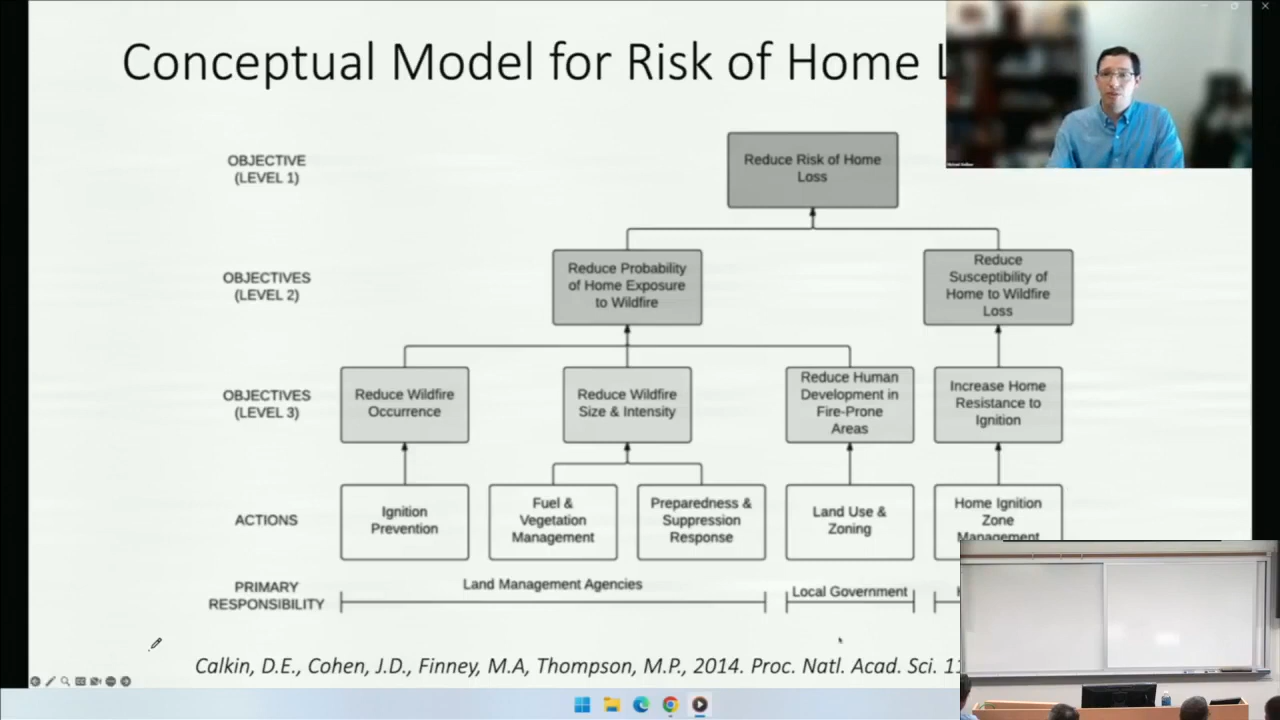 Conceptual Model for Risk of Home
OBJECTIVE
(LEVEL 1)
Reduce Risk of Home
Loss
OBJECTIVES
(LEVEL 2)
Reduce Probability
of Home Exposure
to Wildfire
Reduce
Susceptibility of
Home to Wildfire
Loss
OBJECTIVES
(LEVEL 3)
Reduce Wildfire
Occurrence
Reduce Wildfire
Size & Intensity
Reduce Human
Development in
Fire-Prone
Areas
Increase Home
Resistance to
Ignition
ACTIONS
Ignition
Prevention
Fuel &
Vegetation
Management
Preparedness &
Suppression
Response
Land Use &
Zoning
Home Ignition
Zone
Management
PRIMARY
RESPONSIBILITY
Land Management Agencies
Local Government
Calkin, D.E., Cohen, J.D., Finney, M.A, Thompson, M.P., 2014. Proc. Natl. Acad. Sci.